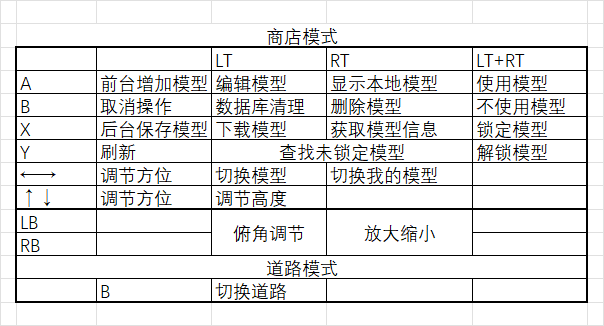 商店模式
LT RT LT+RT
A 前台增加模型 编辑模型 显示本地模型 使用模型
B 取消操作 数据库清理 删除模型 不使用模型
X 后台保存模型 下载模型 获取模型信息 锁定模型
Y 刷新 查找未锁定模型 解锁模型
←→ 调节方位 切换模型 切换我的模型
↑↓ 调节方位 调节高度
LB
俯角调节 放大缩小
RB
道路模式
B 切换道路